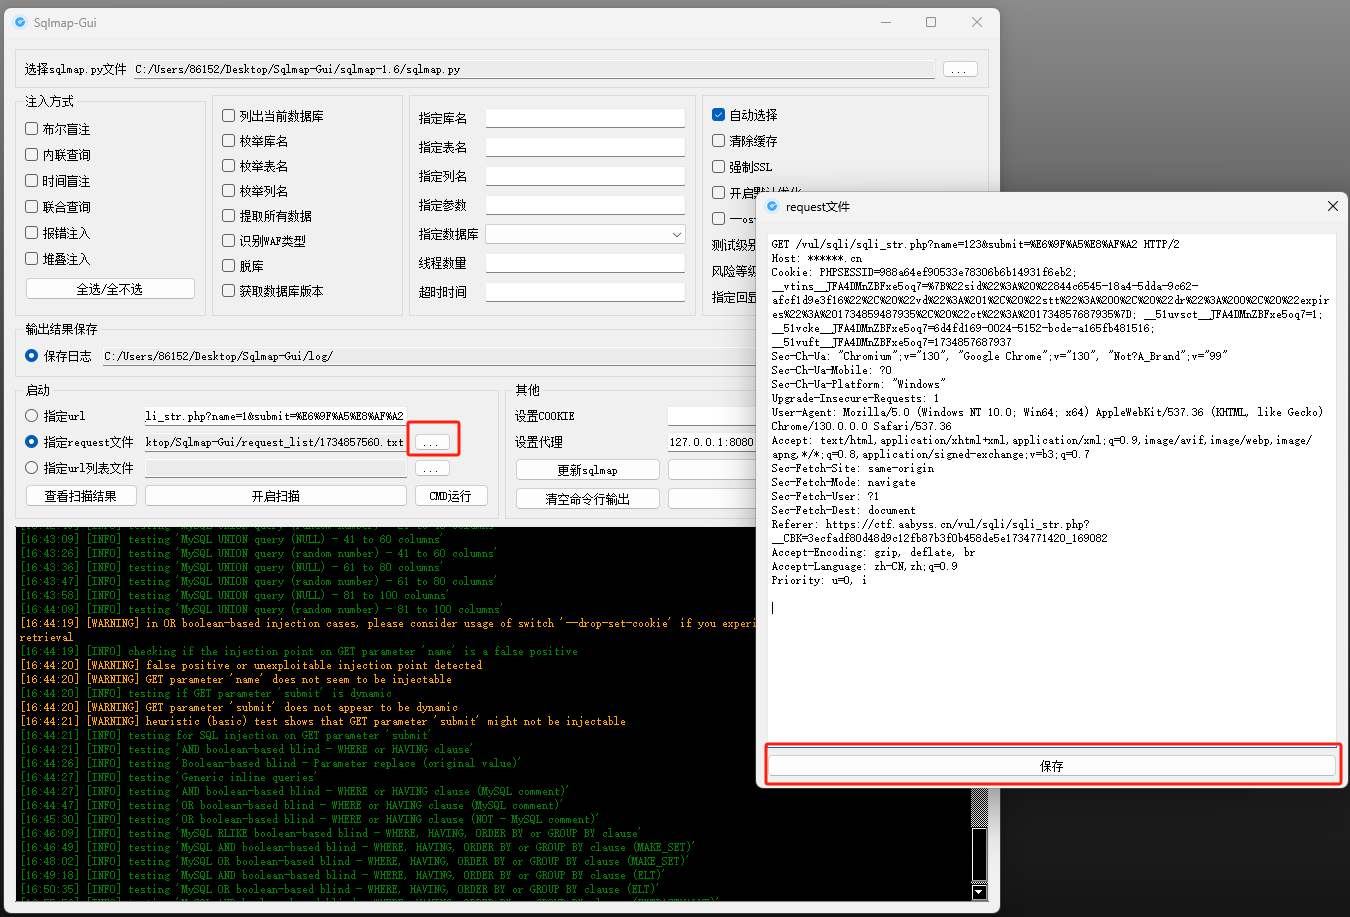 Sqlmap-Gui
选择sqlmap.py文件 C:/Users/86152/Desktop/Sqlmap-Gui/sqlmap-1.6/sqlmap.py ...
注入方式
布尔盲注
内联查询
时间盲注
联合查询
报错注入
堆叠注入
全选/全不选
列出当前数据库
枚举库名
枚举表名
枚举列名
提取所有数据
识别WAF类型
脱库
获取数据库版本
指定库名
指定表名
指定列名
指定参数
指定数据库
线程数量
超时时间
自动选择
清除缓存
强制SSL
开启默认优化
--os
测试级别
风险等级
指定回显
输出结果保存
保存日志 C:/Users/86152/Desktop/Sqlmap-Gui/log/
启动
指定url li_str.php?name=1&submit=%E6%9F%A5%E8%AF%A2
指定request文件 ktop/Sqlmap-Gui/request_list/1734857560.txt ...
指定url列表文件 ...
查看扫描结果 开启扫描 CMD运行
其他
设置COOKIE
设置代理 127.0.0.1:8080
更新sqlmap
清空命令行输出
[16:43:09] [INFO] testing 'MySQL UNION query (NULL) - 41 to 60 columns'
[16:43:26] [INFO] testing 'MySQL UNION query (random number) - 41 to 60 columns'
[16:43:36] [INFO] testing 'MySQL UNION query (NULL) - 61 to 80 columns'
[16:43:47] [INFO] testing 'MySQL UNION query (random number) - 61 to 80 columns'
[16:43:58] [INFO] testing 'MySQL UNION query (NULL) - 81 to 100 columns'
[16:44:09] [INFO] testing 'MySQL UNION query (random number) - 81 to 100 columns'
[16:44:19] [WARNING] in OR boolean-based injection cases, please consider usage of switch '--drop-set-cookie' if you experi
retrieval
[16:44:19] [INFO] checking if the injection point on GET parameter 'name' is a false positive
[16:44:20] [WARNING] false positive or unexploitable injection point detected
[16:44:20] [WARNING] GET parameter 'name' does not seem to be injectable
[16:44:20] [INFO] testing if GET parameter 'submit' is dynamic
[16:44:20] [WARNING] GET parameter 'submit' does not appear to be dynamic
[16:44:21] [WARNING] heuristic (basic) test shows that GET parameter 'submit' might not be injectable
[16:44:21] [INFO] testing for SQL injection on GET parameter 'submit'
[16:44:21] [INFO] testing 'AND boolean-based blind - WHERE or HAVING clause'
[16:44:26] [INFO] testing 'Boolean-based blind - Parameter replace (original value)'
[16:44:27] [INFO] testing 'Generic inline queries'
[16:44:27] [INFO] testing 'AND boolean-based blind - WHERE or HAVING clause (MySQL comment)'
[16:44:47] [INFO] testing 'OR boolean-based blind - WHERE or HAVING clause (MySQL comment)'
[16:45:30] [INFO] testing 'OR boolean-based blind - WHERE or HAVING clause (NOT - MySQL comment)'
[16:46:09] [INFO] testing 'MySQL RLIKE boolean-based blind - WHERE, HAVING, ORDER BY or GROUP BY clause'
[16:46:49] [INFO] testing 'MySQL AND boolean-based blind - WHERE, HAVING, ORDER BY or GROUP BY clause (MAKE_SET)'
[16:48:02] [INFO] testing 'MySQL OR boolean-based blind - WHERE, HAVING, ORDER BY or GROUP BY clause (MAKE_SET)'
[16:49:18] [INFO] testing 'MySQL AND boolean-based blind - WHERE, HAVING, ORDER BY or GROUP BY clause (ELT)'
[16:50:35] [INFO] testing 'MySQL OR boolean-based blind - WHERE, HAVING, ORDER BY or GROUP BY clause (ELT)'
request文件
GET /vul/sqli/sqli_str.php?name=123&submit=%E6%9F%A5%E8%AF%A2 HTTP/2
Host: ******.cn
Cookie: PHPSESSID=988a64ef90533e78306b6b14931f6eb2;
__vtins__JFA4DMnZBFxe5oq7=%7B%22sid%22%3A%20%22844c6545-18a4-5dda-9c62-
afcf1d9e3f16%22%2C%20%22vd%22%3A%201%2C%20%22stt%22%3A%200%2C%20%22dr%22%3A%200%2C%20%22expir
es%22%3A%201734859487935%2C%20%22ct%22%3A%201734857687935%7D; __51uvsct__JFA4DMnZBFxe5oq7=1;
__51vcke__JFA4DMnZBFxe5oq7=6d4fd169-0024-5152-bcde-a165fb481516;
__51vuft__JFA4DMnZBFxe5oq7=1734857687937
Sec-Ch-Ua: "Chromium";v="130", "Google Chrome";v="130", "Not?A_Brand";v="99"
Sec-Ch-Ua-Mobile: ?0
Sec-Ch-Ua-Platform: "Windows"
Upgrade-Insecure-Requests: 1
User-Agent: Mozilla/5.0 (Windows NT 10.0; Win64; x64) AppleWebKit/537.36 (KHTML, like Gecko)
Chrome/130.0.0.0 Safari/537.36
Accept: text/html,application/xhtml+xml,application/xml;q=0.9,image/avif,image/webp,image/
apng,*/*;q=0.8,application/signed-exchange;v=b3;q=0.7
Sec-Fetch-Site: same-origin
Sec-Fetch-Mode: navigate
Sec-Fetch-User: ?1
Sec-Fetch-Dest: document
Referer: https://ctf.aabyss.cn/vul/sqli/sqli_str.php?
__CBK=3ecfadf80d48d9c12fb87b3f0b458de5e1734771420_169082
Accept-Encoding: gzip, deflate, br
Accept-Language: zh-CN,zh;q=0.9
Priority: u=0, i
保存